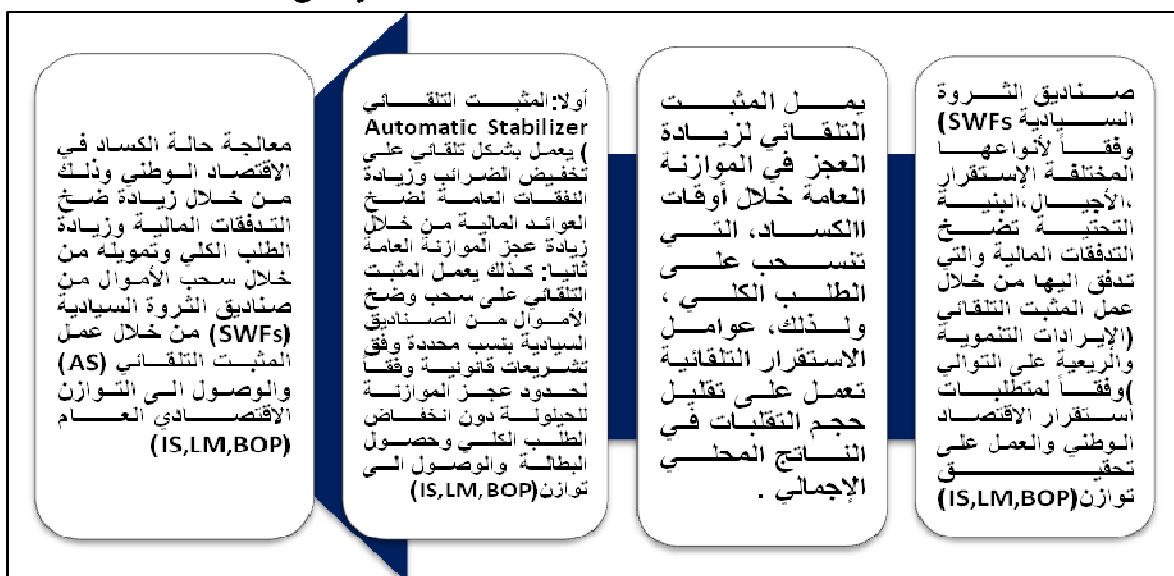 صناديق الثروة
السيادية SWFs)
وفقاً لأنواعها
المختلفة الإستقرار
،الأجيال،البنية
التحتية تضخ
التدفقات المالية والتي
تدفق اليها من خلال
عمل المثبت التلقائي
(الإيرادات التنموية
والريعية على التوالي
)وفقاً لمتطلبات
استقرار الاقتصاد
الوطني والعمل على
تحقيق
توازن(IS,LM,BOP)
يمل المثبت
التلقائي لزيادة
العجز في الموازنة
العامة خلال أوقات
االكساد، التي
تنسحب على
الطلب الكلي ،
ولذلك، عوامل
الاستقرار التلقائية
تعمل على تقليل
حجم التقلبات في
الناتج المحلي
الإجمالي .
أولا: المثبت التلقائي
Automatic Stabilizer
) يعمل بشكل تلقائي على
تخفيض الضرائب وزيادة
النفقات العامة لضخ
العوائد المالية من خلال
زيادة عجز الموازنة العامة
ثانيا: كذلك يعمل المثبت
التلقائي على سحب وضخ
الأموال من الصناديق
السيادية بنسب محددة وفق
تشريعات قانونية وفقا
لحدود عجز الموازنة
للحيلولة دون انخفاض
الطلب الكلي وحصول
البطالة والوصول الى
توازن(IS,LM,BOP)
معالجة حالة الكساد في
الاقتصاد الوطني وذلك
من خلال زيادة ضخ
التدفقات المالية وزيادة
الطلب الكلي وتمويله من
خلال سحب الأموال من
صناديق الثروة السيادية
(SWFs) من خلال عمل
المثبت التلقائي (AS)
والوصول الى التوازن
الاقتصادي العام
(IS,LM,BOP)